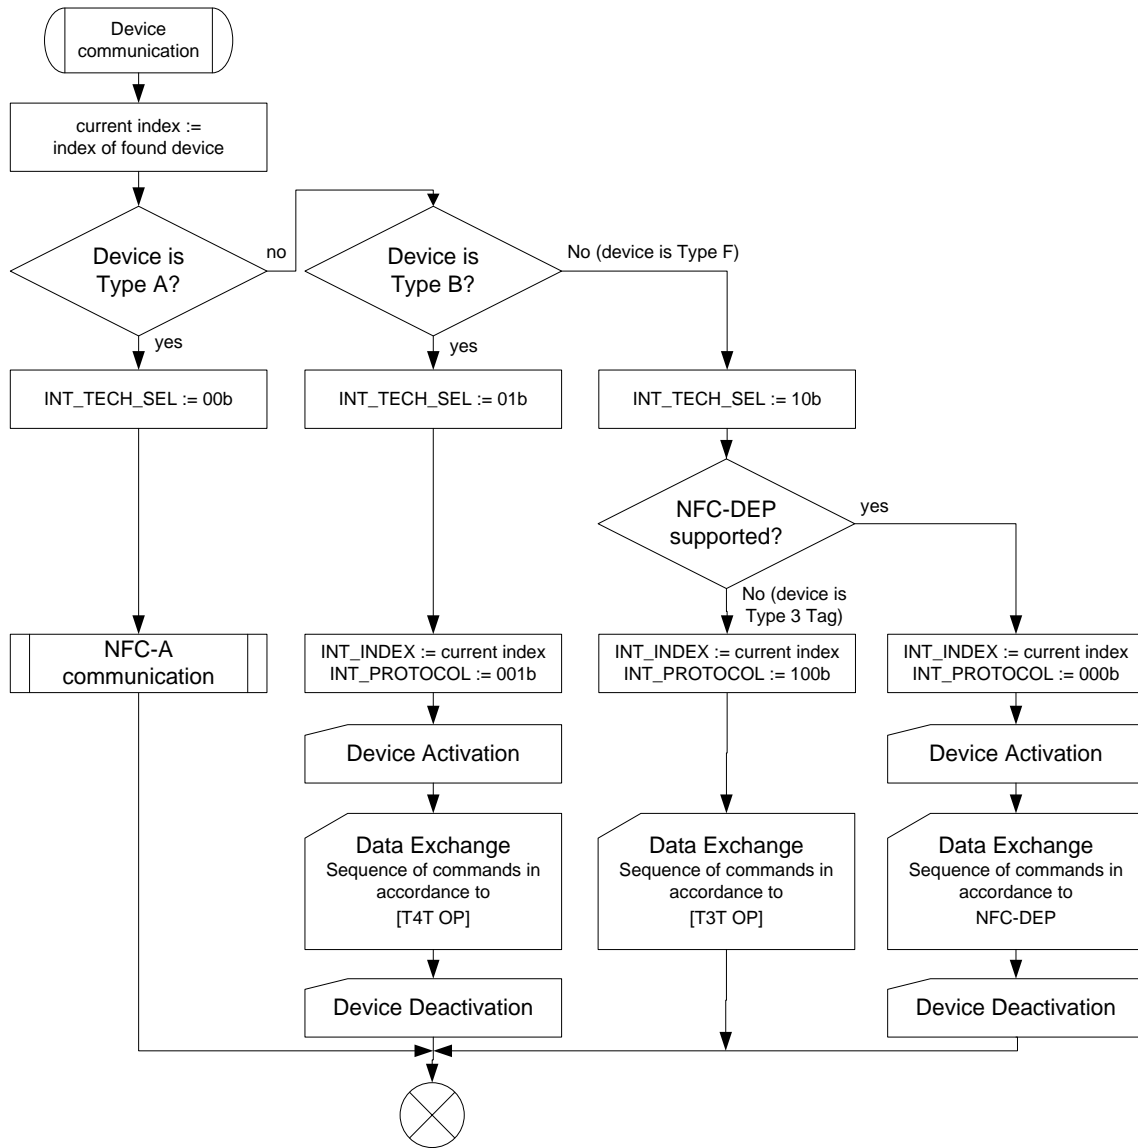 Device
communication
current index :=
index of found device
Device is
Type A?
no
Device is
Type B?
No (device is Type F)
yes
yes
INT_TECH_SEL := 00b
INT_TECH_SEL := 01b
INT_TECH_SEL := 10b
NFC-DEP
supported?
yes
No (device is
Type 3 Tag)
NFC-A
communication
INT_INDEX := current index
INT_PROTOCOL := 001b
INT_INDEX := current index
INT_PROTOCOL := 100b
INT_INDEX := current index
INT_PROTOCOL := 000b
Device Activation
Device Activation
Data Exchange
Sequence of commands in
accordance to
[T4T OP]
Data Exchange
Sequence of commands in
accordance to
[T3T OP]
Data Exchange
Sequence of commands in
accordance to
NFC-DEP
Device Deactivation
Device Deactivation